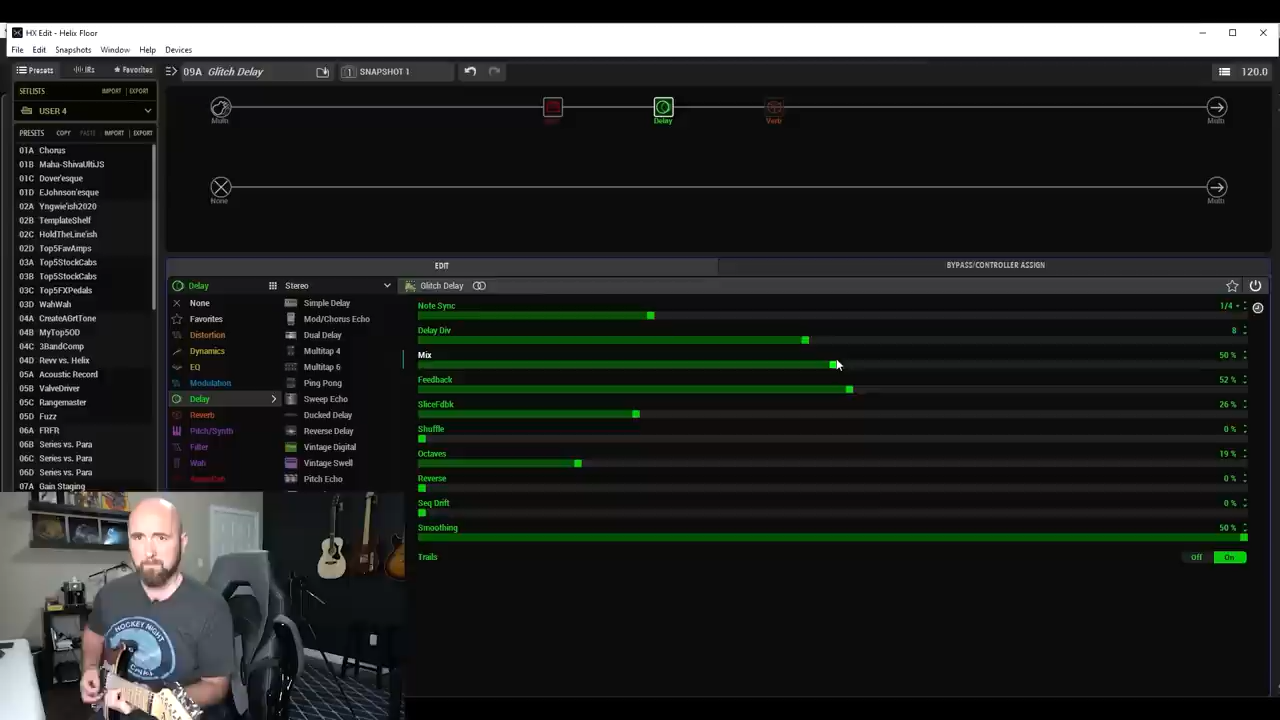 HX Edit - Helix Floor
File Edit Snapshots Window Help Devices
Presets IRs Favorites
09A Glitch Delay
SNAPSHOT 1
120.0
SETLISTS IMPORT EXPORT
USER 4
PRESETS COPY PASTE IMPORT EXPORT
01A Chorus
01B Maha-ShivaUltiJS
01C Dover'esque
01D EJohnson'esque
02A Yngwie'ish2020
02B TemplateShelf
02C HoldTheLine'ish
02D Top5FavAmps
03A Top5StockCabs
03B Top5StockCabs
03C Top5FXPedals
03D WahWah
04A CreateAGrtTone
04B MyTop5OD
04C 3BandComp
04D Revv vs. Helix
05A Acoustic Record
05B ValveDriver
05C Rangemaster
05D Fuzz
06A FRFR
06B Series vs. Para
06C Series vs. Para
06D Series vs. Para
07A Gain Staging
Multi
Delay
Verb
Multi
None
Multi
EDIT
BYPASS/CONTROLLER ASSIGN
Delay
Stereo
Glitch Delay
None
Favorites
Distortion
Dynamics
EQ
Modulation
Delay
Reverb
Pitch/Synth
Filter
Wah
Amp+Cab
Simple Delay
Mod/Chorus Echo
Dual Delay
Multitap 4
Multitap 6
Ping Pong
Sweep Echo
Ducked Delay
Reverse Delay
Vintage Digital
Vintage Swell
Pitch Echo
Note Sync 1/4
Delay Div 8
Mix 50 %
Feedback 52 %
SliceFdbk 26 %
Shuffle 0 %
Octaves 19 %
Reverse 0 %
Seq Drift 0 %
Smoothing 50 %
Trails Off On
HOCKEY NIGHT